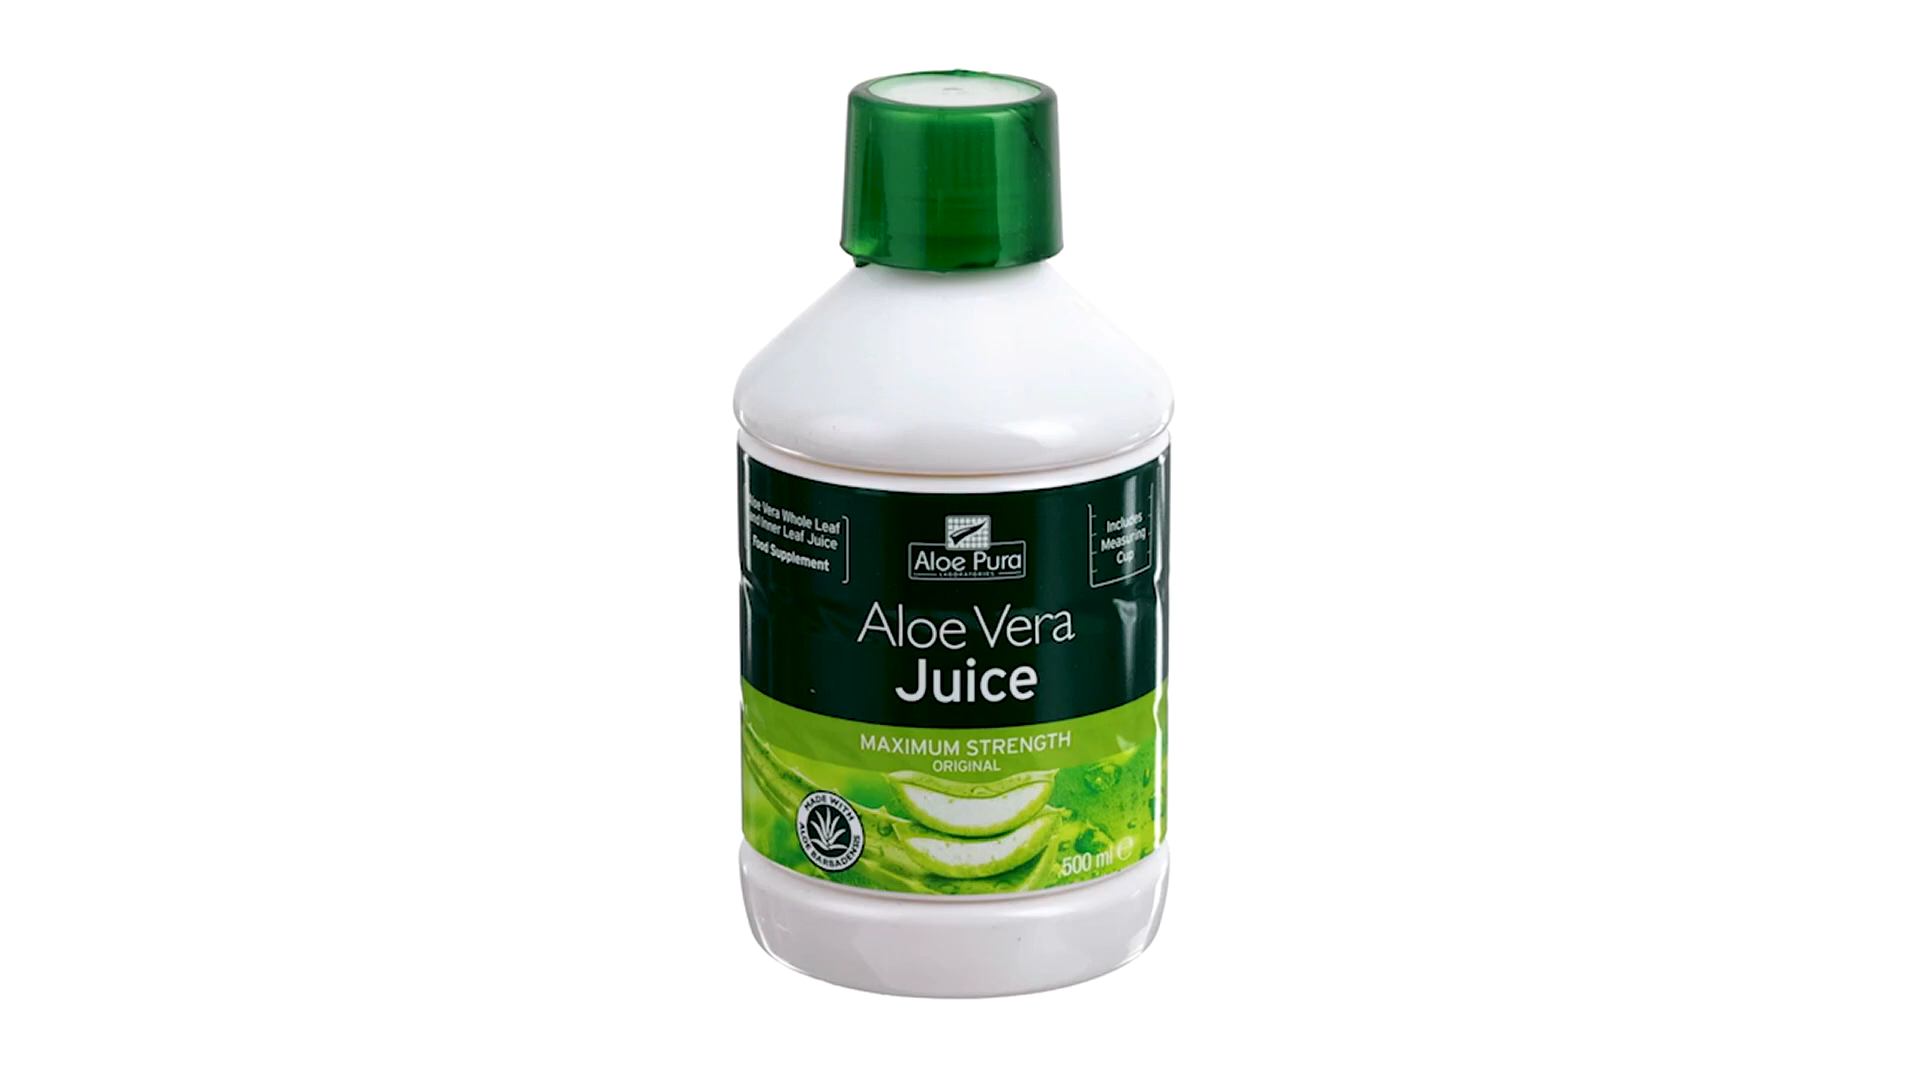 Aloe Vera Whole Leaf
and Inner Leaf Juice
Food Supplement
Aloe Pura
LABORATORIES
Includes
Measuring
Cup
Aloe Vera
Juice
MAXIMUM STRENGTH
ORIGINAL
MADE WITH
ALOE BARBADENSIS
500 ml ℮